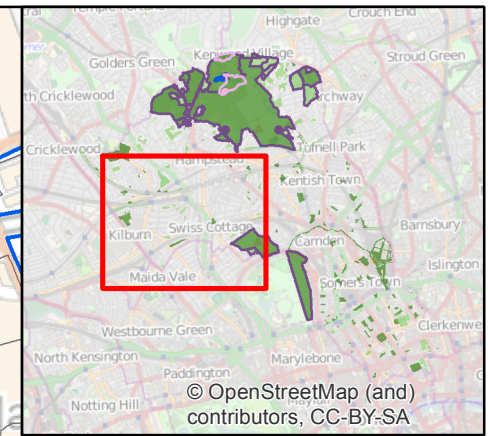 Highgate
Crouch End
Golders Green
Kenwood Village
Stroud Green
th Cricklewood
rchway
Cricklewood
Tufnell Park
Hampstead
Kentish Town
Swiss Cottage
Barnsbury
Kilburn
Camden
Islington
Maida Vale
Somers Town
Westbourne Green
Clerkenwe
North Kensington
Marylebone
Paddington
Notting Hill
© OpenStreetMap (and)
contributors, CC-BY-SA